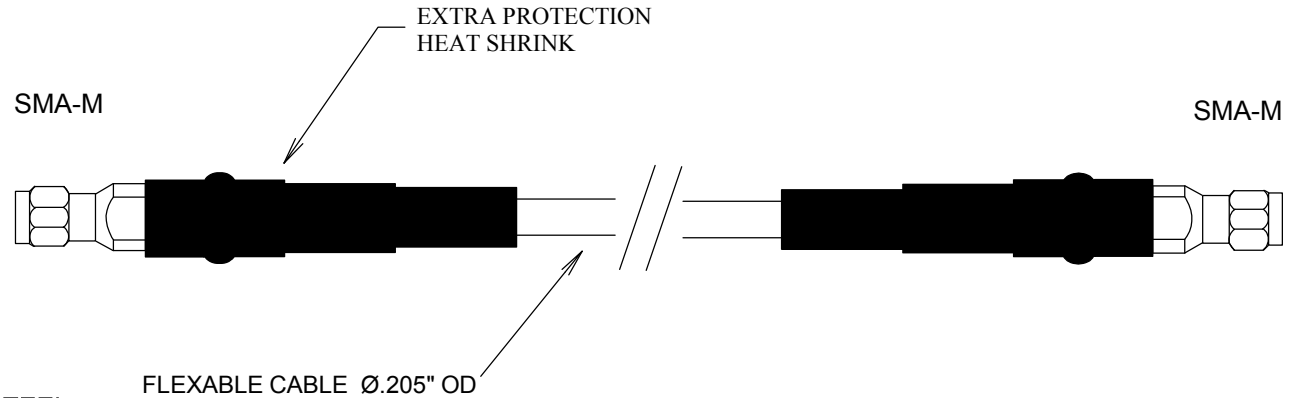 EXTRA PROTECTION
HEAT SHRINK
SMA-M
SMA-M
FLEXABLE CABLE Ø.205" OD